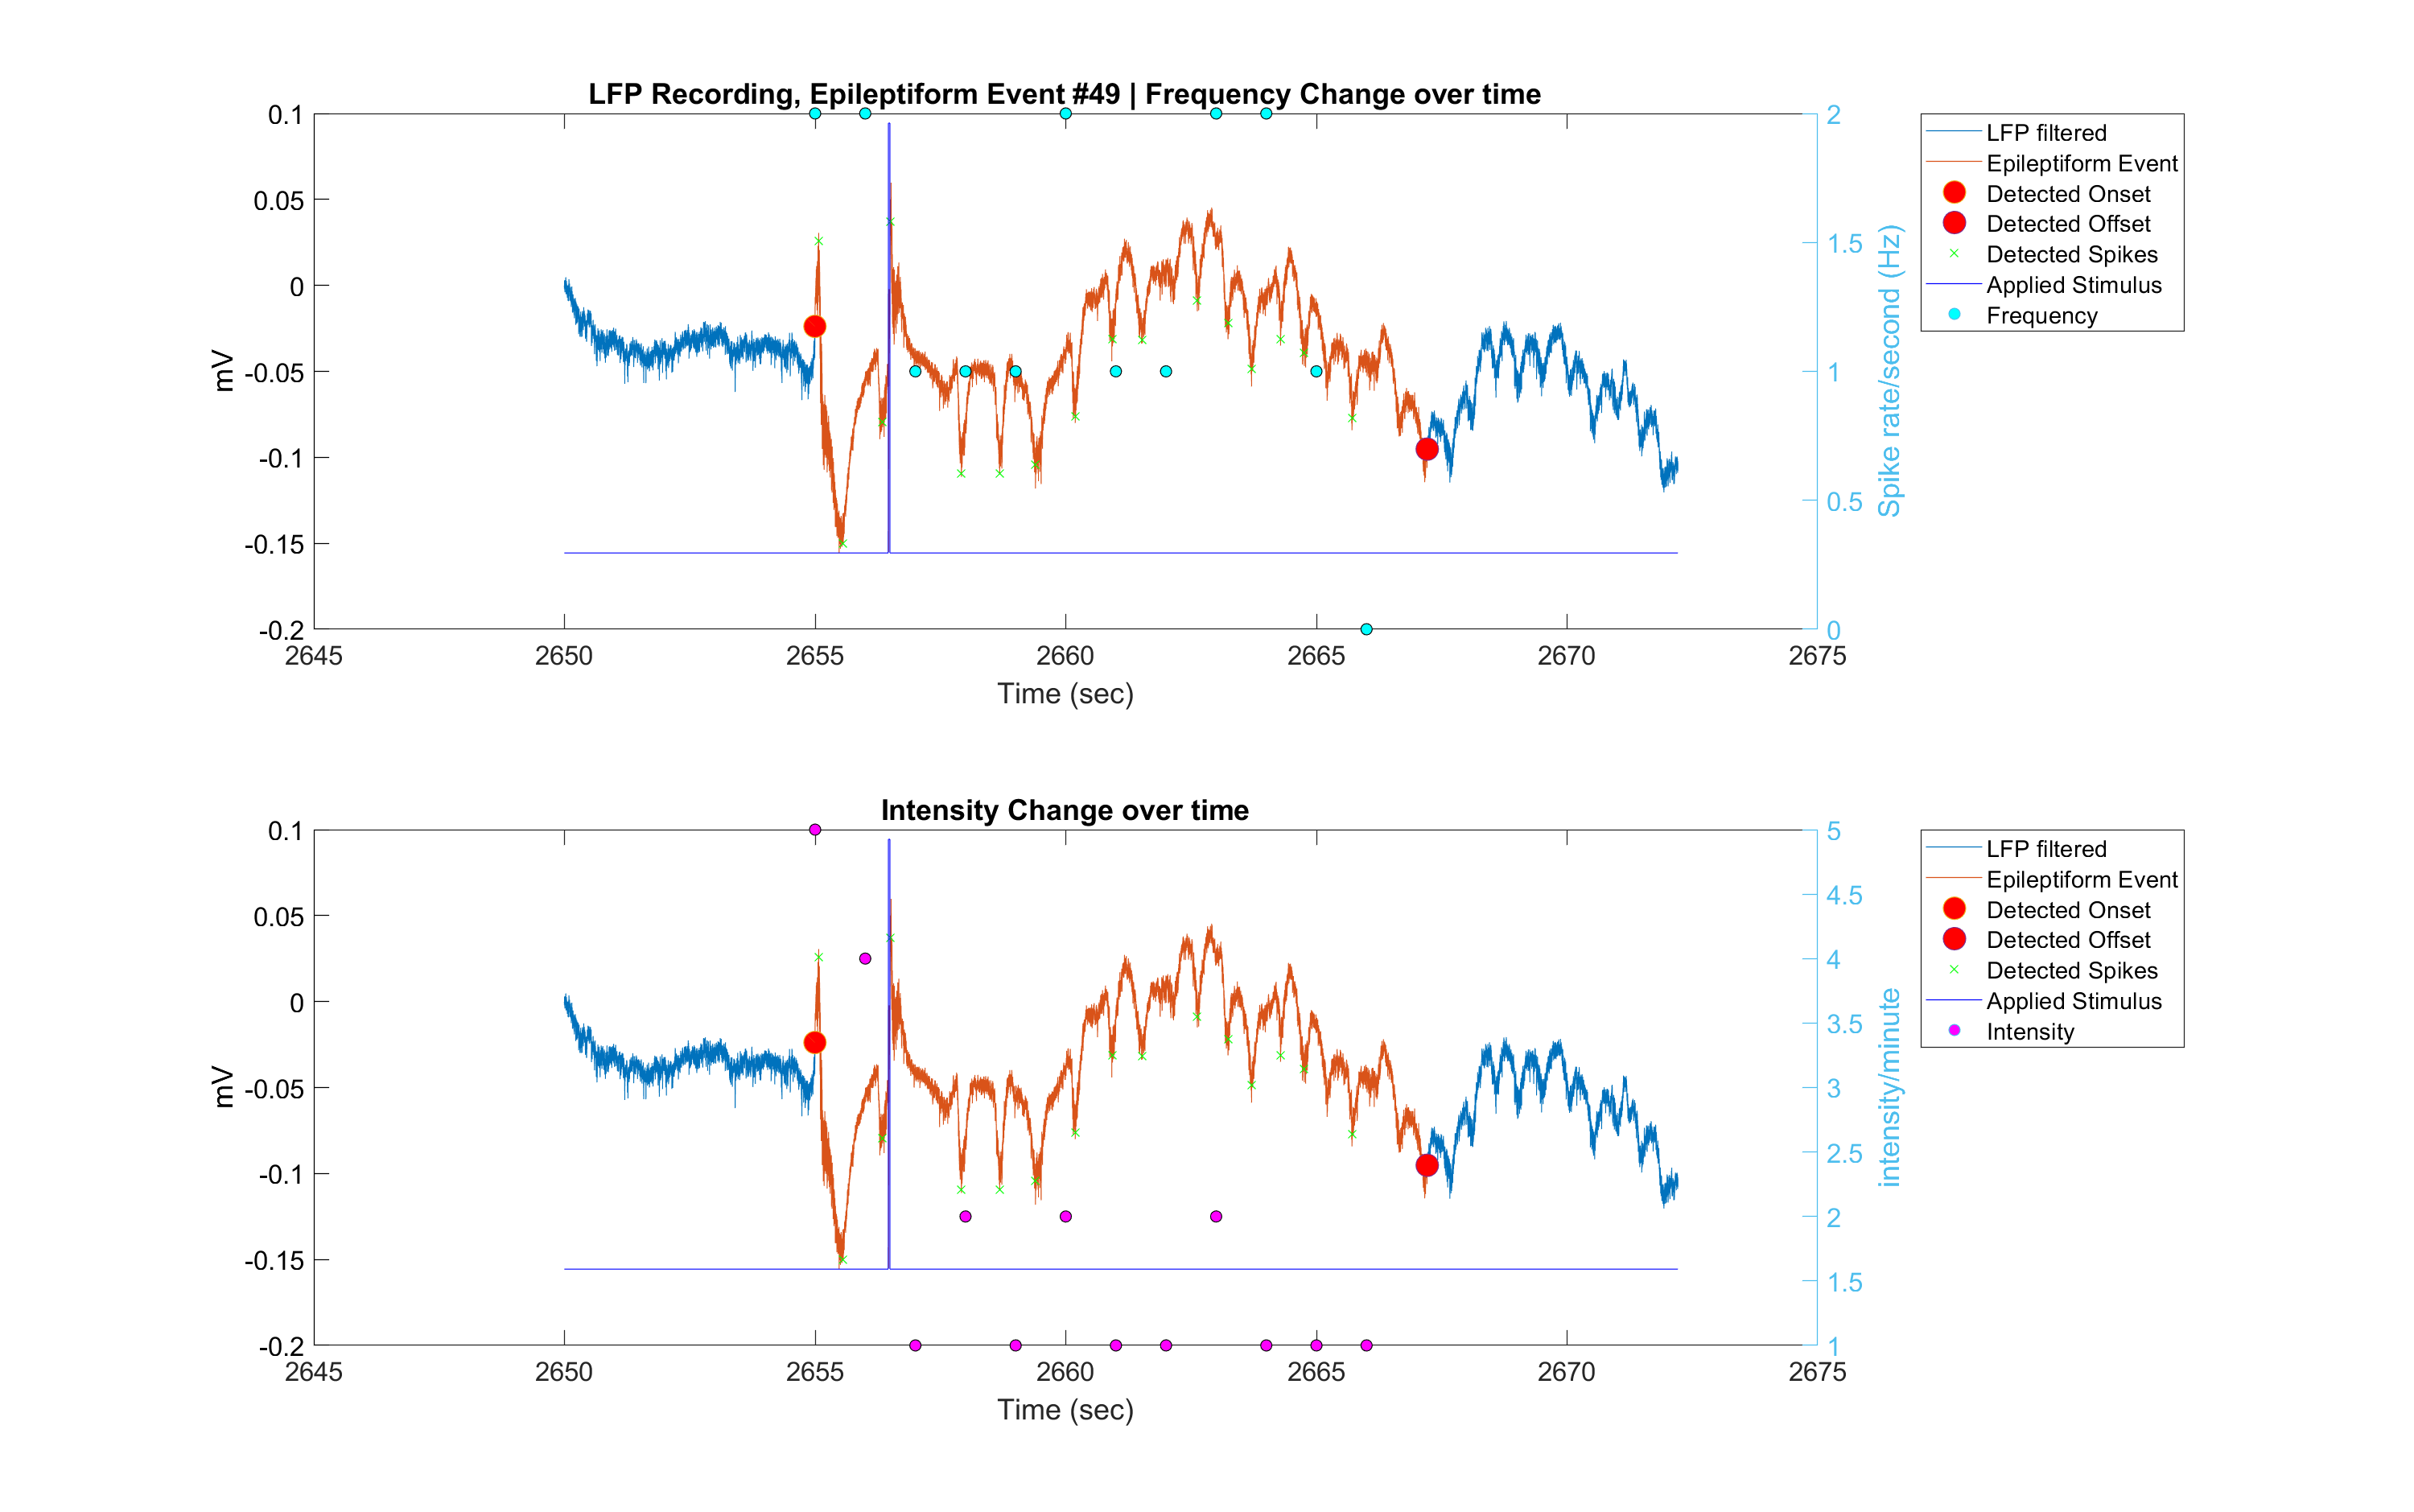 LFP Recording, Epileptiform Event #49 | Frequency Change over time
0.1
0.05
0
-0.05
-0.1
-0.15
-0.2
mV
2645
2650
2655
2660
2665
2670
2675
Time (sec)
2
1.5
1
0.5
0
Spike rate/second (Hz)
LFP filtered
Epileptiform Event
Detected Onset
Detected Offset
Detected Spikes
Applied Stimulus
Frequency
Intensity Change over time
0.1
0.05
0
-0.05
-0.1
-0.15
-0.2
mV
2645
2650
2655
2660
2665
2670
2675
Time (sec)
5
4.5
4
3.5
3
2.5
2
1.5
1
intensity/minute
LFP filtered
Epileptiform Event
Detected Onset
Detected Offset
Detected Spikes
Applied Stimulus
Intensity